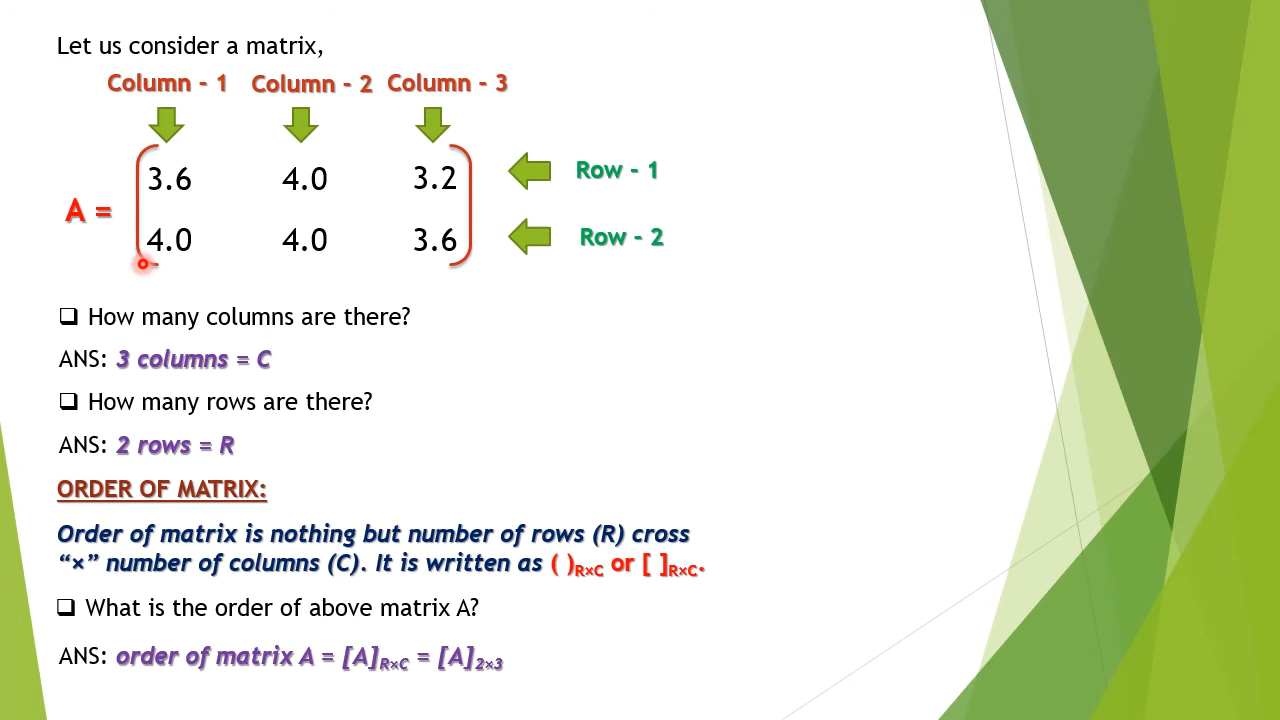 Let us consider a matrix,
Column - 1 Column - 2 Column - 3
3.6 4.0 3.2 Row - 1
A =
4.0 4.0 3.6 Row - 2
❑ How many columns are there?
ANS: 3 columns = C
❑ How many rows are there?
ANS: 2 rows = R
ORDER OF MATRIX:
Order of matrix is nothing but number of rows (R) cross
“×” number of columns (C). It is written as ( )R×C or [ ]R×C.
❑ What is the order of above matrix A?
ANS: order of matrix A = [A]R×C = [A]2×3